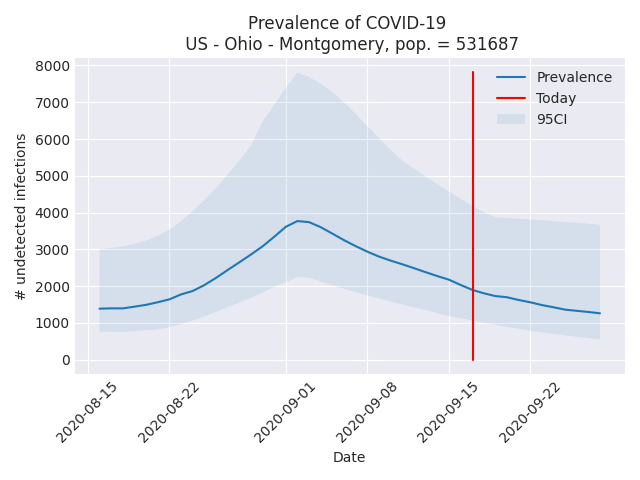 Prevalence of COVID-19
US - Ohio - Montgomery, pop. = 531687
8000
7000
6000
5000
4000
3000
2000
1000
0
# undetected infections
Prevalence
Today
95CI
2020-08-15
2020-08-22
2020-09-01
2020-09-08
2020-09-15
2020-09-22
Date